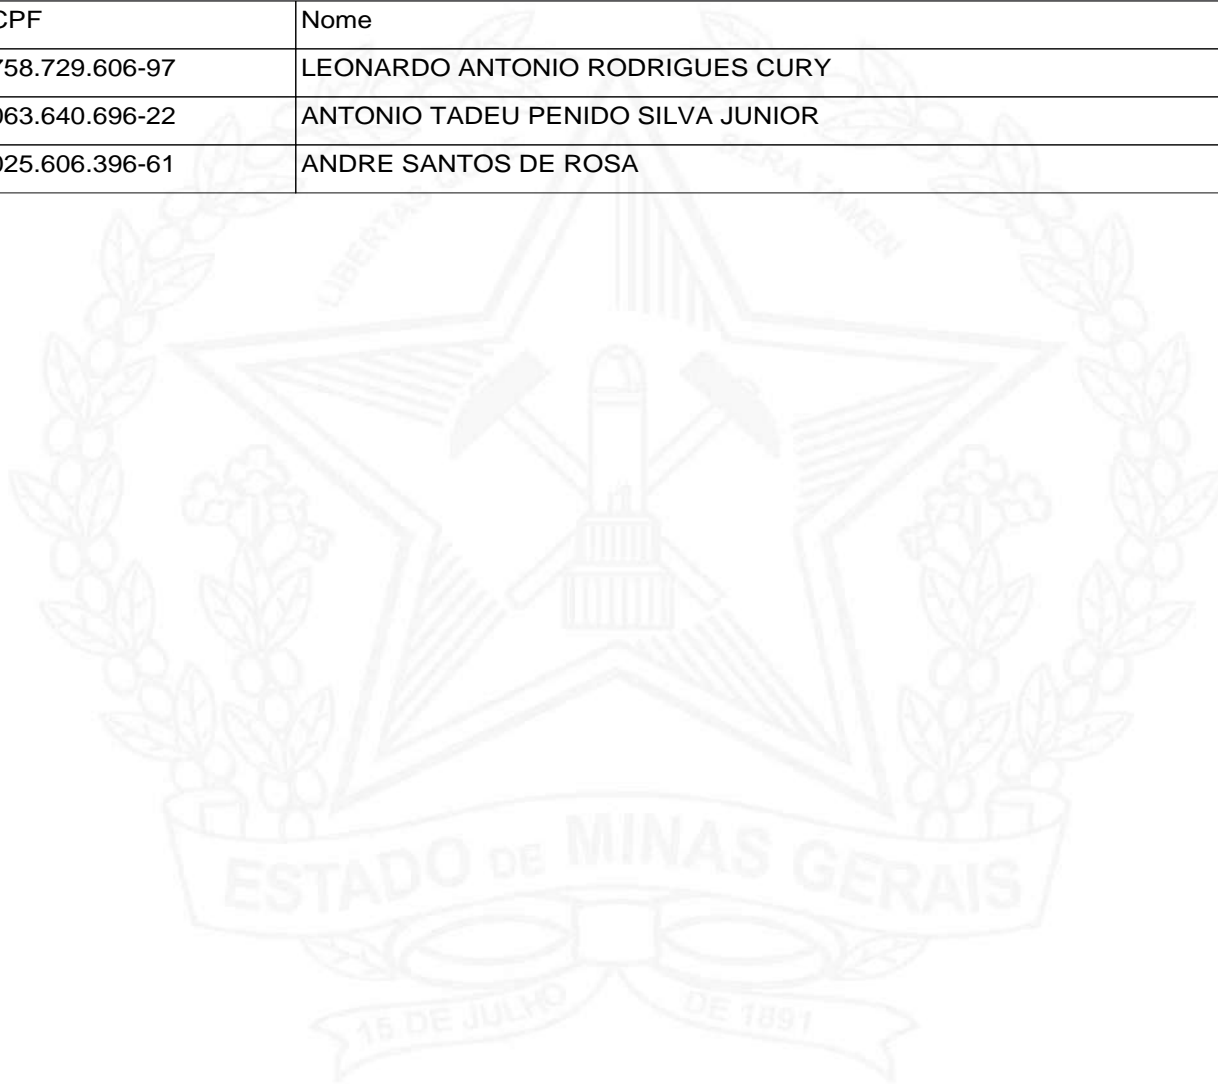 CPF Nome
758.729.606-97 LEONARDO ANTONIO RODRIGUES CURY
063.640.696-22 ANTONIO TADEU PENIDO SILVA JUNIOR
025.606.396-61 ANDRE SANTOS DE ROSA
LIBERTAS QUÆ SERA TAMEN
ESTADO DE MINAS GERAIS
15 DE JULHO DE 1891